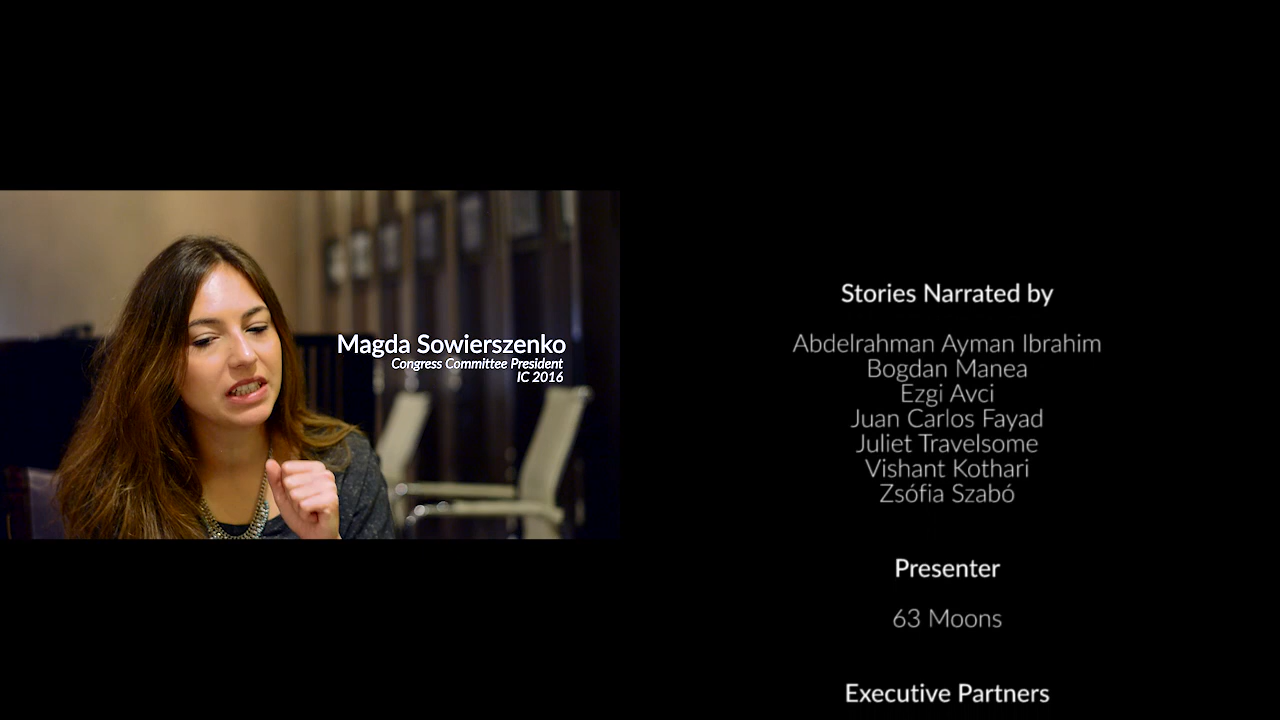 Magda Sowierszenko
Congress Committee President
IC 2016
Stories Narrated by
Abdelrahman Ayman Ibrahim
Bogdan Manea
Ezgi Avci
Juan Carlos Fayad
Juliet Travelsome
Vishant Kothari
Zsófia Szabó
Presenter
63 Moons
Executive Partners